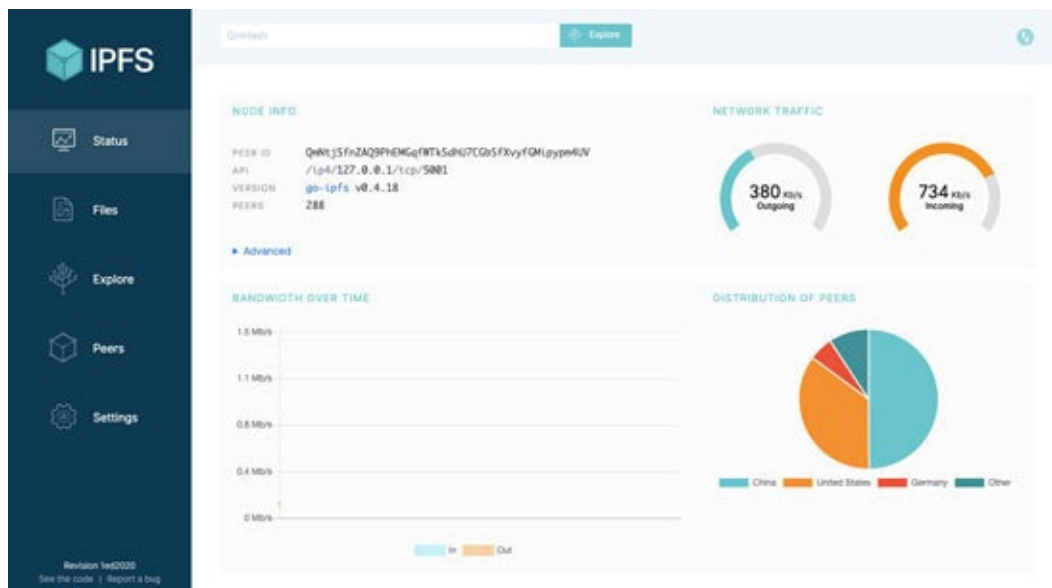 IPFS
Status
Files
Explore
Peers
Settings
Revision 1ed2020
See the code | Report a bug
QmHash
Explore
NODE INFO
PEER ID
API /ip4/127.0.0.1/tcp/5001
VERSION go-ipfs v0.4.18
PEERS 288
Advanced
NETWORK TRAFFIC
380 Kb/s
Outgoing
734 Kb/s
Incoming
BANDWIDTH OVER TIME
1.5 Mb/s
1.1 Mb/s
0.8 Mb/s
0.4 Mb/s
0 Mb/s
In Out
DISTRIBUTION OF PEERS
China United States Germany Other